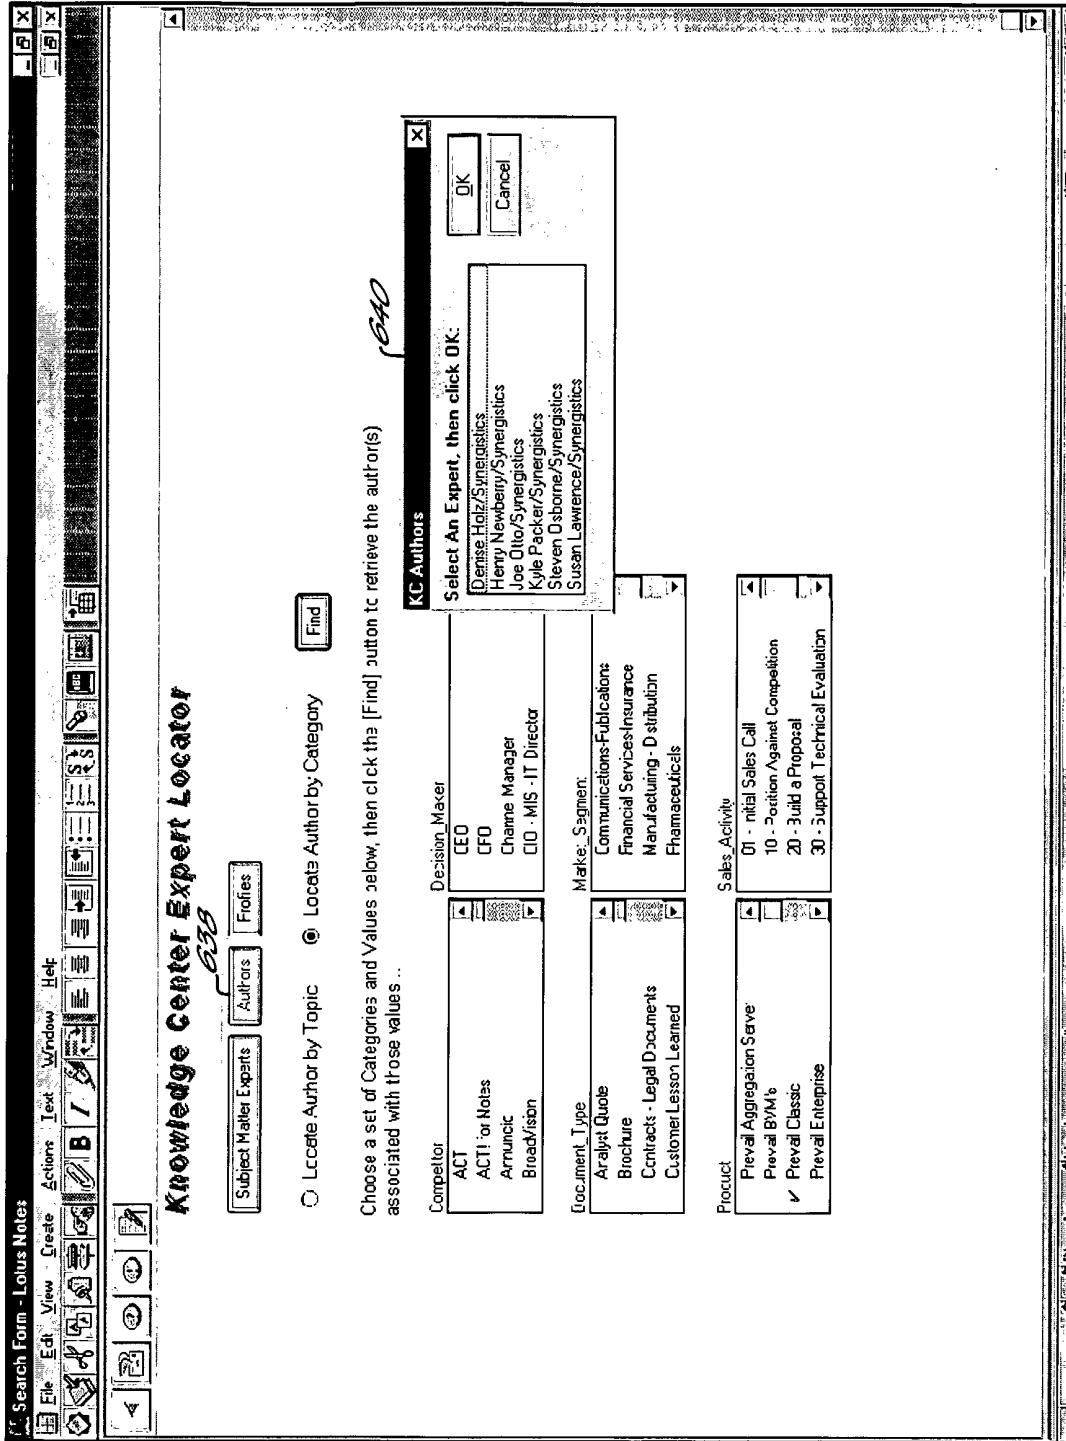 Search Form - Lotus Notes
File Edit View Create Actions Text Window Help
Knowledge Center Expert Locator
638
Subject Matter Experts
Authors
Profiles
Locate Author by Topic
Locate Author by Category
Find
Choose a set of Categories and Values below, then click the [Find] button to retrieve the author(s)
associated with those values...
640
KC Authors
Select An Expert, then click OK:
Denise Holz/Synergistics
Henry Newberry/Synergistics
Joe Otto/Synergistics
Kyle Packer/Synergistics
Steven Osborne/Synergistics
Susan Lawrence/Synergistics
OK
Cancel
Competitor
ACT
ACT! for Notes
Annuncio
BroadVision
Decision_Maker
CEO
CFO
Channel Manager
CIO - MIS - IT Director
Document_Type
Analyst Quote
Brochure
Contracts - Legal Documents
Customer Lesson Learned
Market_Segment
Communications-Publications
Financial Services-Insurance
Manufacturing - Distribution
Pharmaceuticals
Product
Prevail Aggregation Server
Prevail BVM's
✓ Prevail Classic
Prevail Enterprise
Sales_Activity
01 - Initial Sales Call
10 - Position Against Competition
20 - Build a Proposal
30 - Support Technical Evaluation